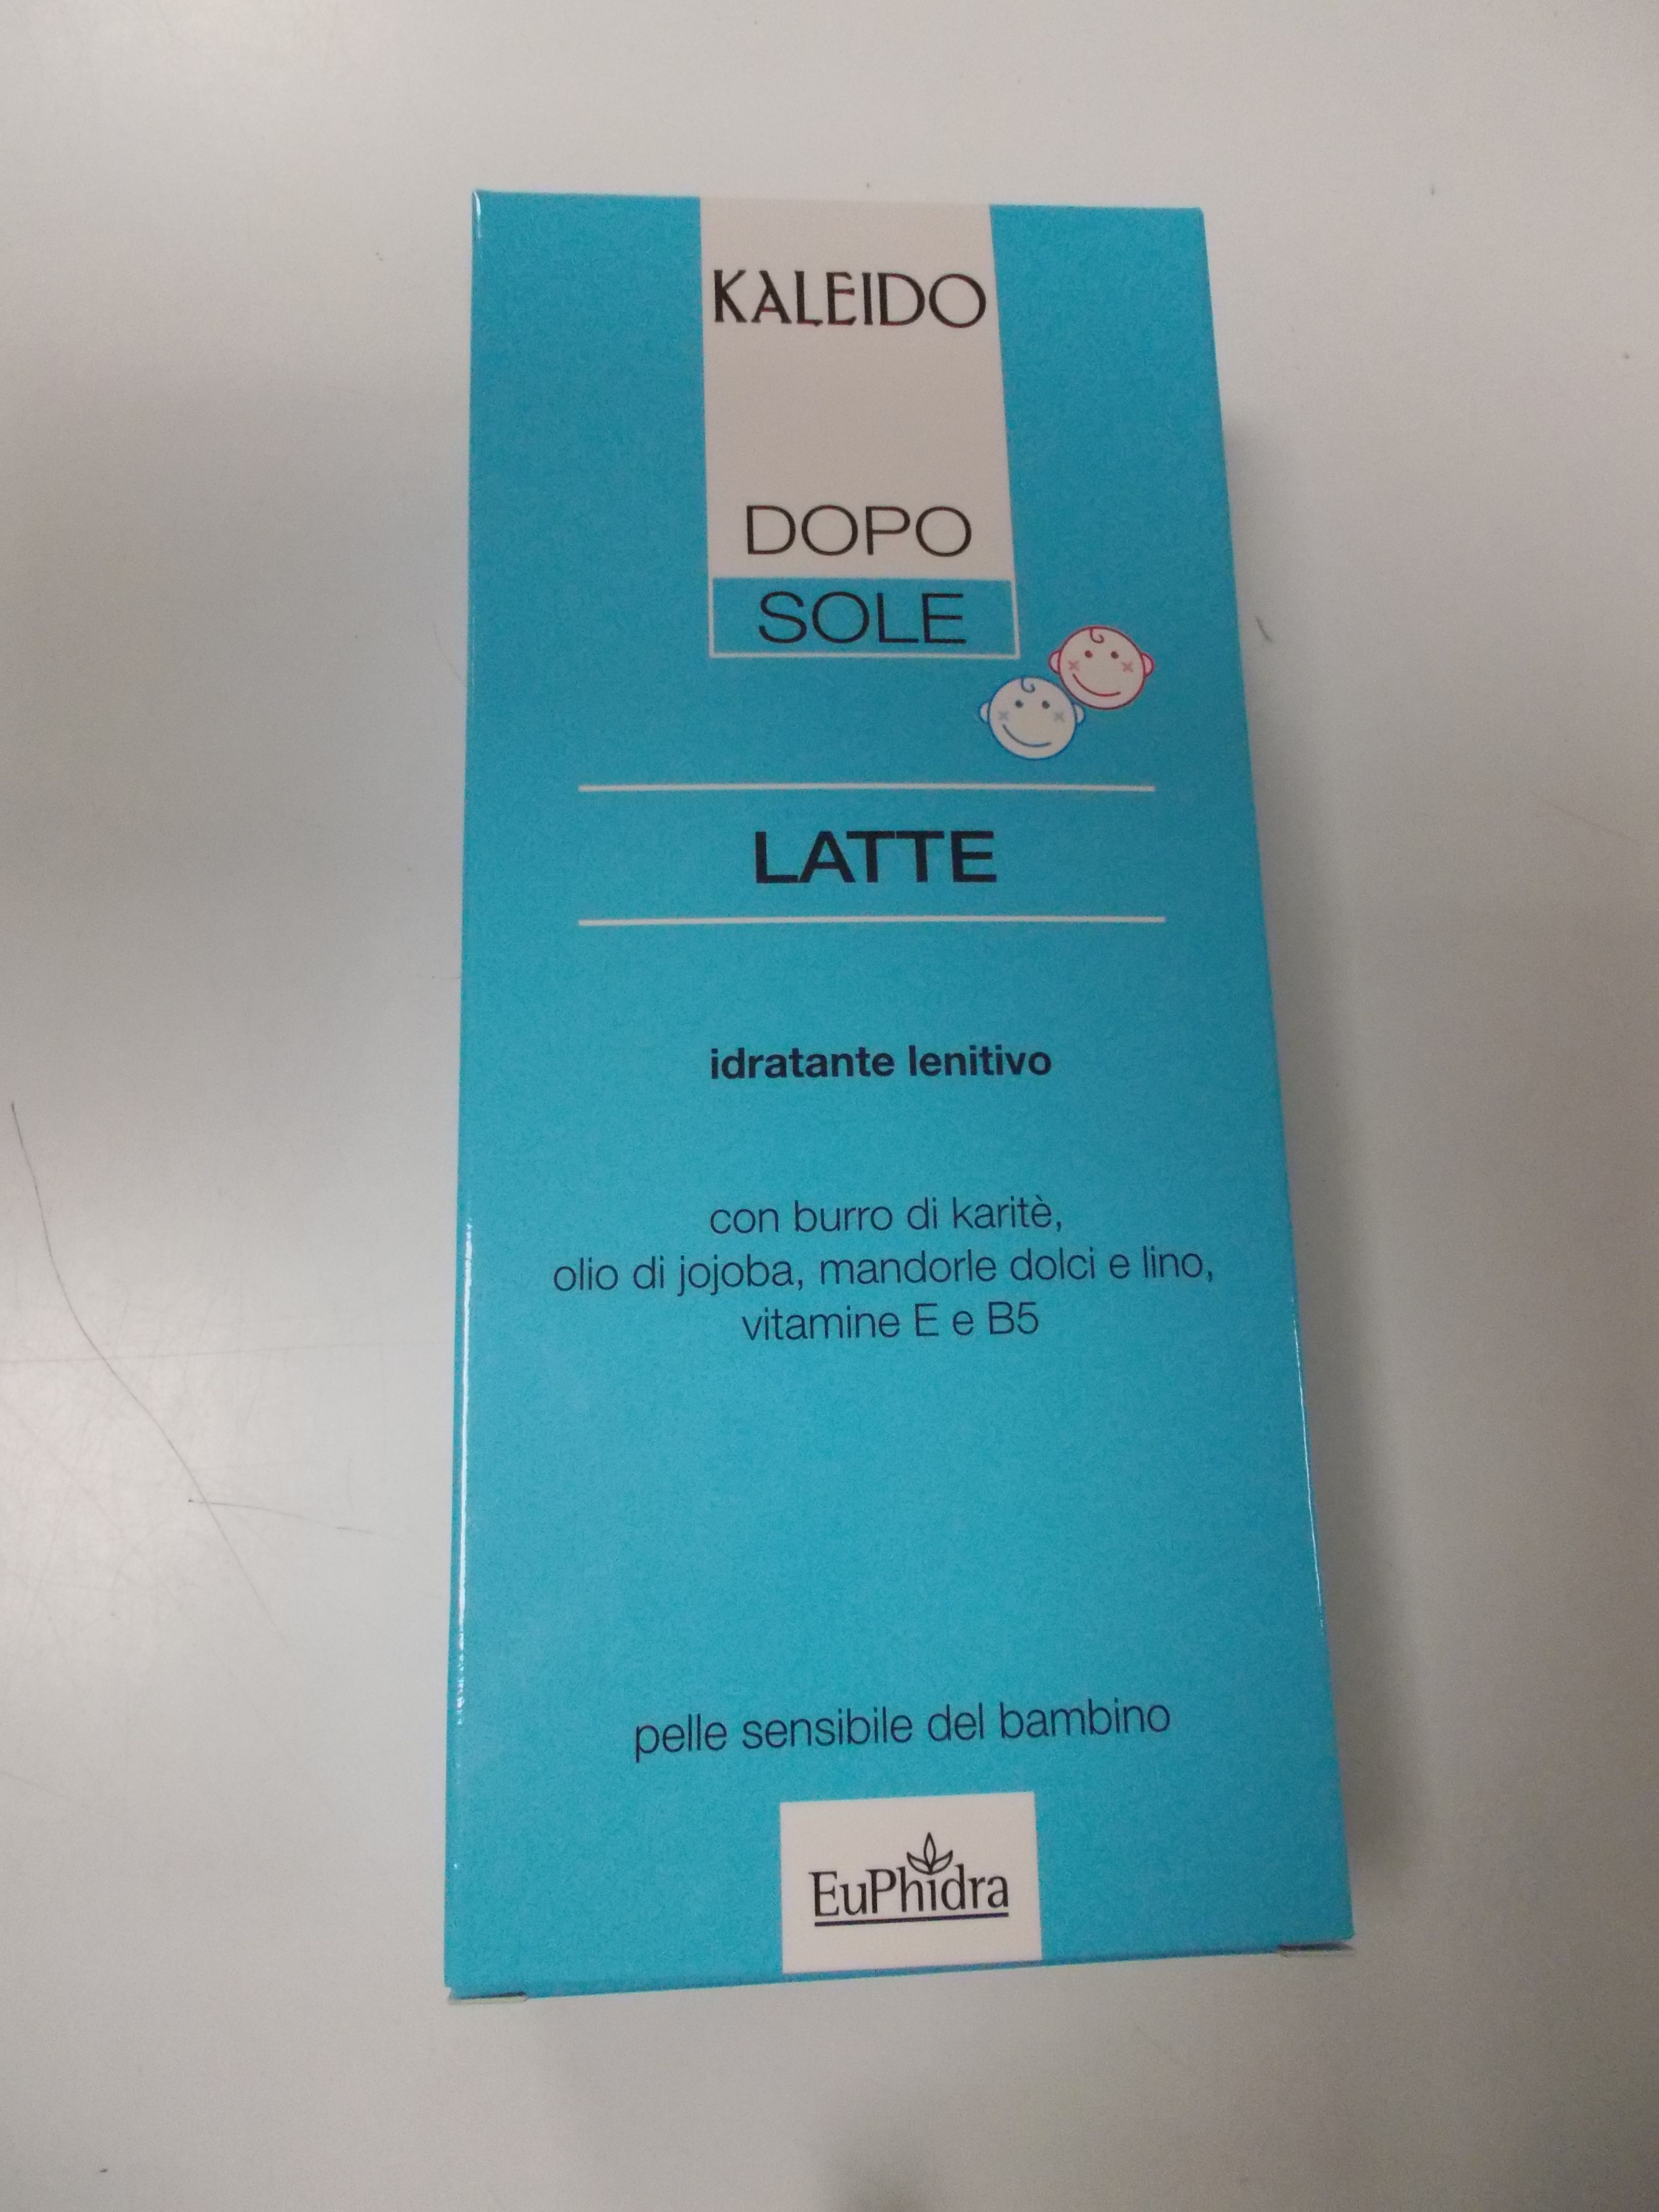 KALEIDO
DOPO
SOLE
LATTE
idratante lenitivo
con burro di karitè,
olio di jojoba, mandorle dolci e lino,
vitamine E e B5
pelle sensibile del bambino
EuPhidra